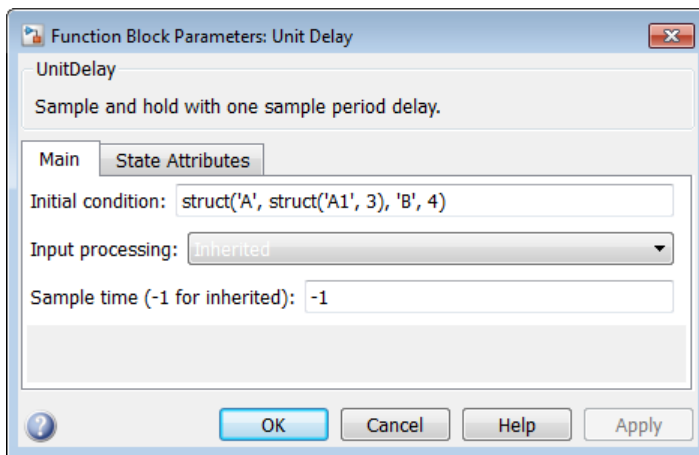 Function Block Parameters: Unit Delay
UnitDelay
Sample and hold with one sample period delay.
Main State Attributes
Initial condition: struct('A', struct('A1', 3), 'B', 4)
Input processing: Inherited
Sample time (-1 for inherited): -1
? OK Cancel Help Apply